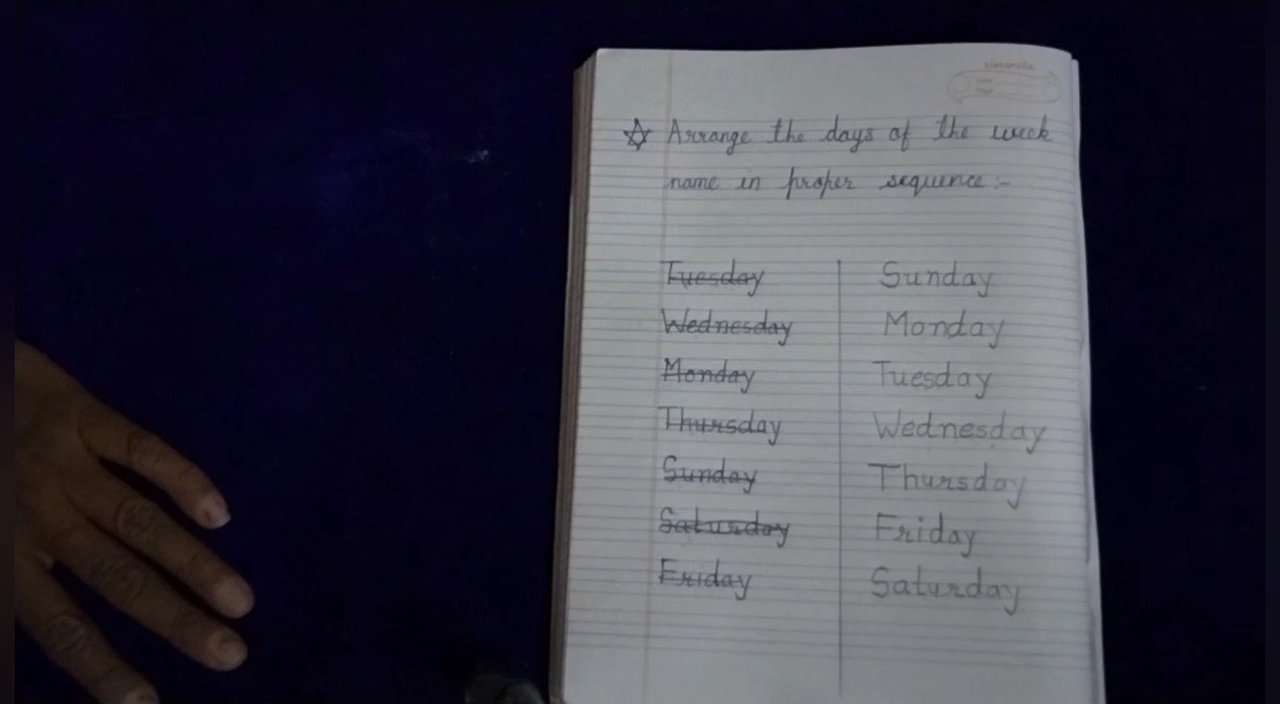 classmate
☆ Arrange the days of the week
name in proper sequence:-
Tuesday Sunday
Wednesday Monday
Monday Tuesday
Thursday Wednesday
Sunday Thursday
Saturday Friday
Friday Saturday